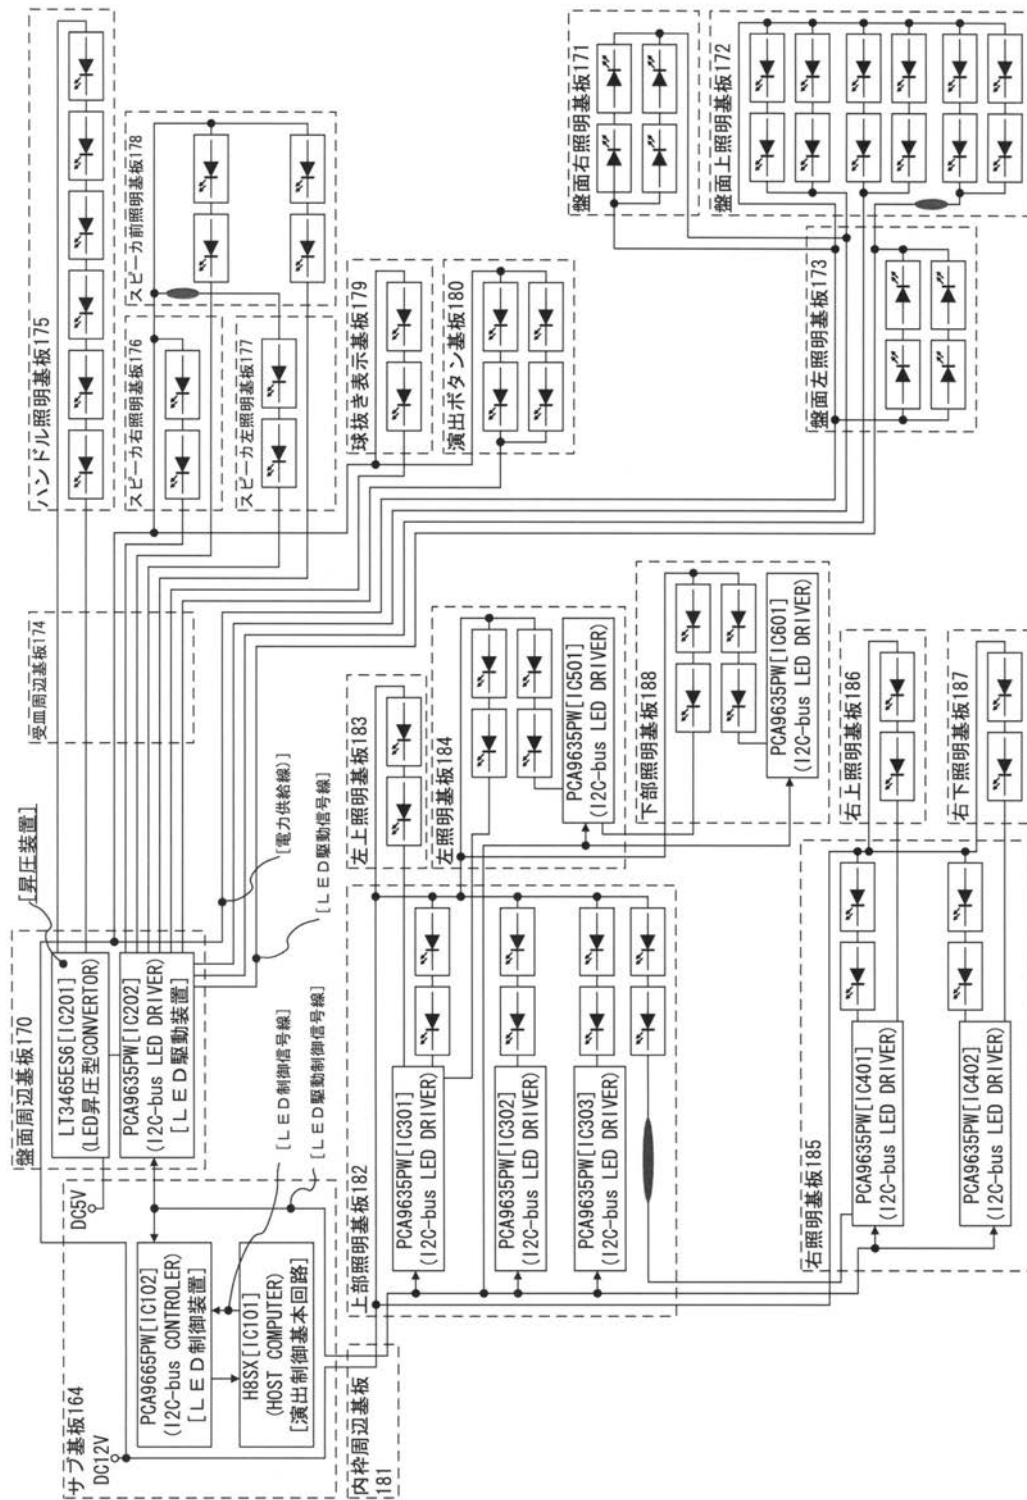 サブ基板164
DC12V
DC5V
PCA9665PW[IC102]
(I2C-bus CONTROLER)
[LED制御装置]
H8SX[IC101]
(HOST COMPUTER)
[演出制御基本回路]
盤面周辺基板170
LT3465ES6[IC201]
(LED昇圧型CONVERTOR)
PCA9635PW[IC202]
(I2C-bus LED DRIVER)
[LED駆動装置]
[昇圧装置]
受皿周辺基板174
[電力供給線)]
[LED駆動信号線]
[LED制御信号線]
[LED駆動制御信号線]
ハンドル照明基板175
スピーカ右照明基板176
スピーカ左照明基板177
スピーカ前照明基板178
球抜き表示基板179
演出ボタン基板180
盤面右照明基板171
盤面上照明基板172
盤面左照明基板173
内枠周辺基板
181
上部照明基板182
PCA9635PW[IC301]
(I2C-bus LED DRIVER)
PCA9635PW[IC302]
(I2C-bus LED DRIVER)
PCA9635PW[IC303]
(I2C-bus LED DRIVER)
左上照明基板183
左照明基板184
PCA9635PW[IC501]
(I2C-bus LED DRIVER)
下部照明基板188
PCA9635PW[IC601]
(I2C-bus LED DRIVER)
右照明基板185
PCA9635PW[IC401]
(I2C-bus LED DRIVER)
PCA9635PW[IC402]
(I2C-bus LED DRIVER)
右上照明基板186
右下照明基板187